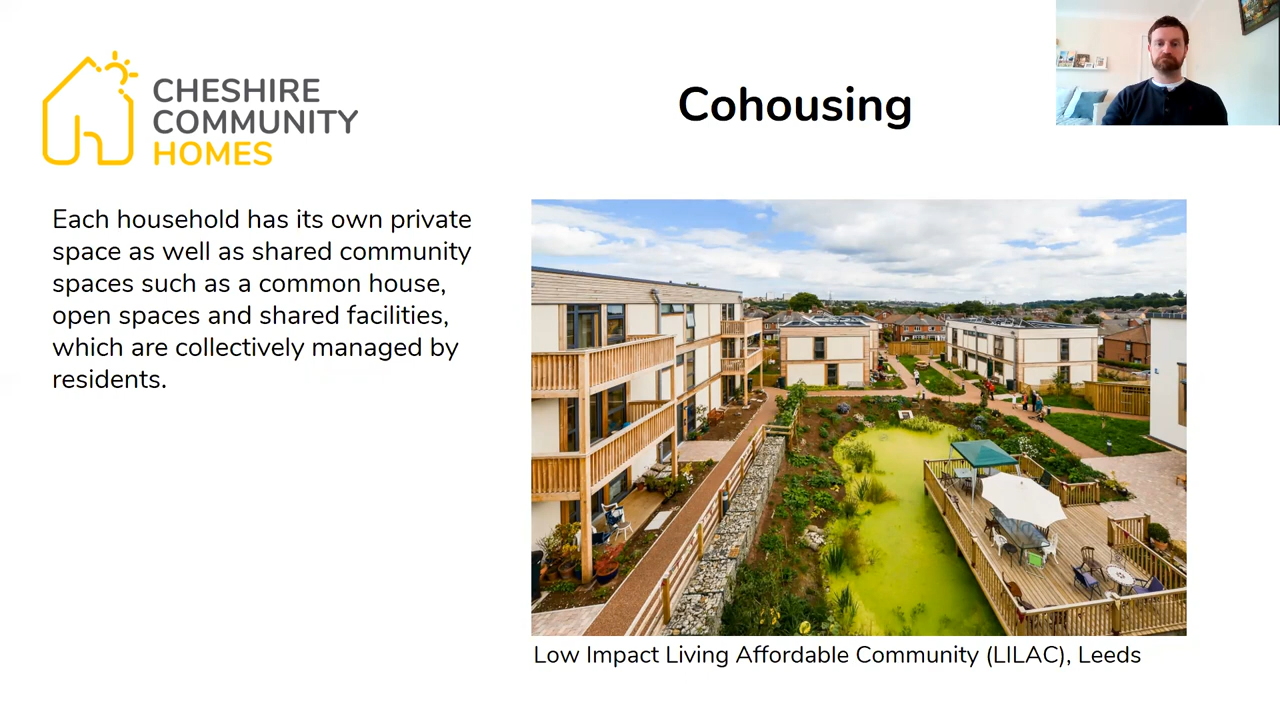 CHESHIRE
COMMUNITY
HOMES
Cohousing
Each household has its own private
space as well as shared community
spaces such as a common house,
open spaces and shared facilities,
which are collectively managed by
residents.
Low Impact Living Affordable Community (LILAC), Leeds